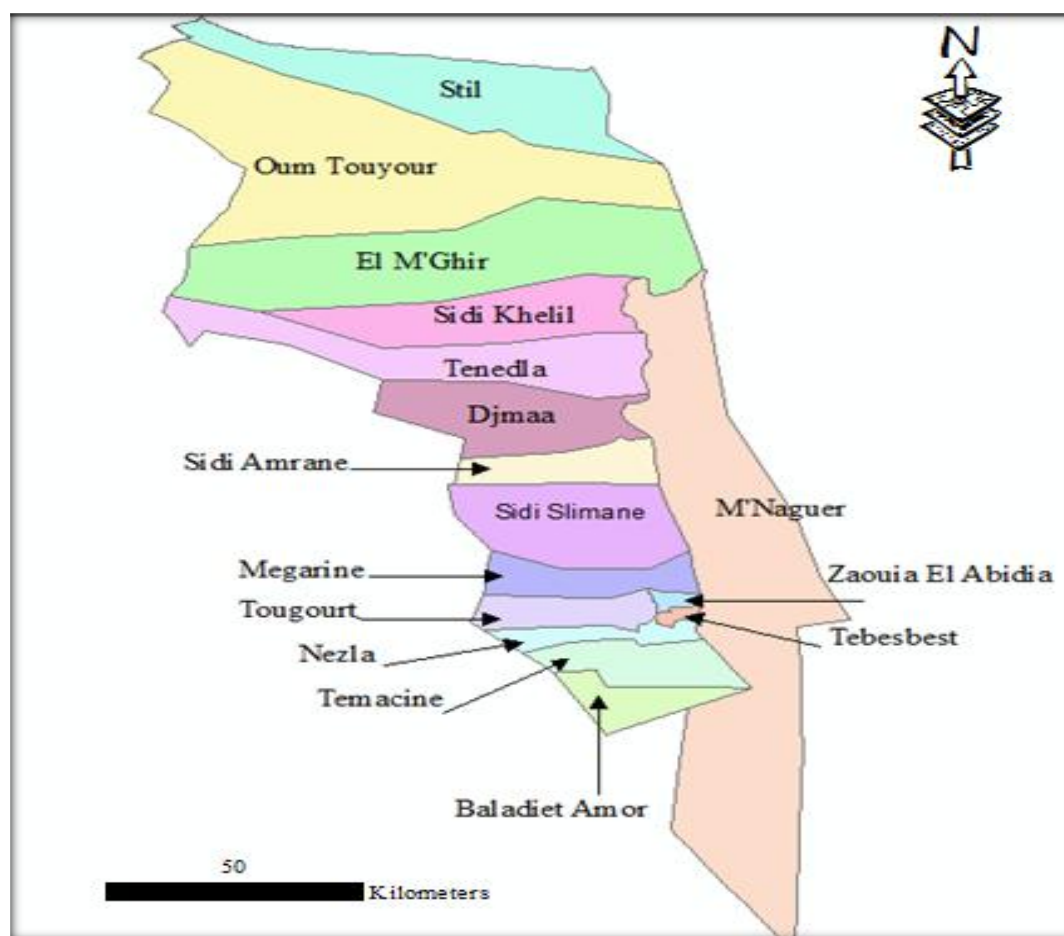 N
Stil
Oum Touyour
El M'Ghir
Sidi Khelil
Tenedla
Djmaa
Sidi Amrane
Sidi Slimane
M'Naguer
Megarine
Zaouia El Abidia
Tougourt
Tebesbest
Nezla
Temacine
Baladiet Amor
50
Kilometers